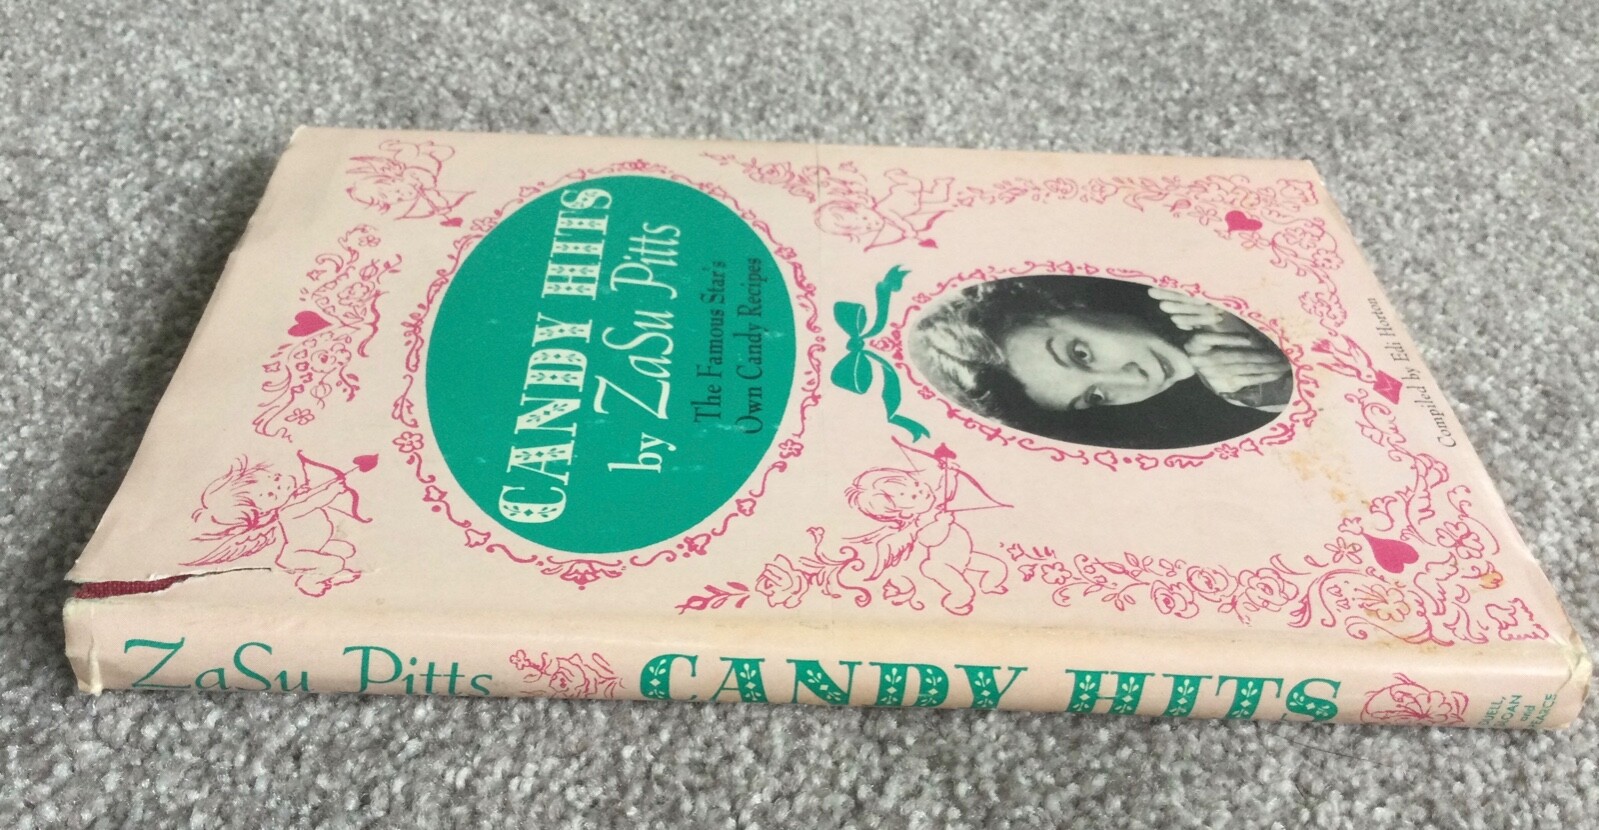 CANDY HITS
by ZaSu Pitts
The Famous Star's
Own Candy Recipes
Compiled by Edi Horton
ZaSu Pitts
CANDY HITS
and